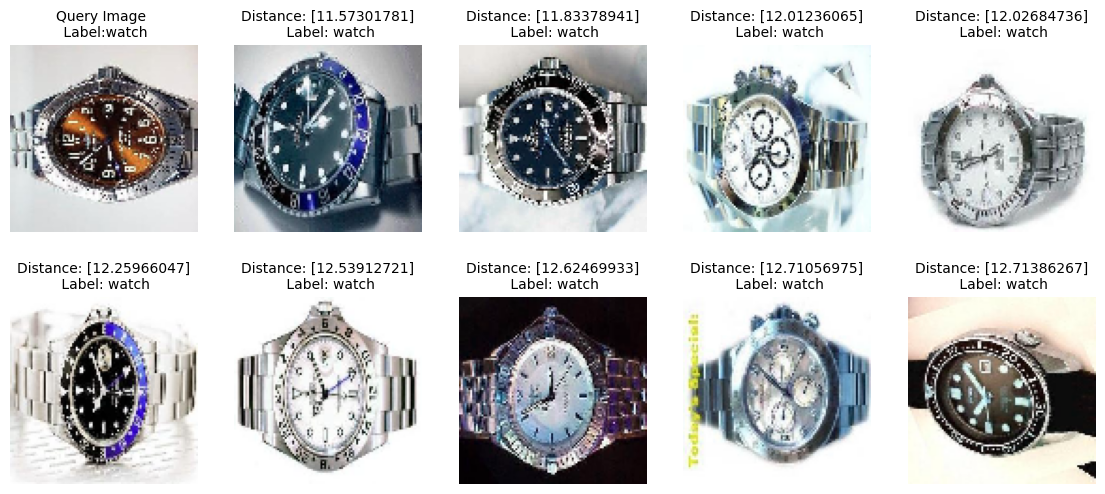 Query Image
Label:watch
Distance: [11.57301781]
Label: watch
Distance: [11.83378941]
Label: watch
Distance: [12.01236065]
Label: watch
Distance: [12.02684736]
Label: watch
Distance: [12.25966047]
Label: watch
Distance: [12.53912721]
Label: watch
Distance: [12.62469933]
Label: watch
Distance: [12.71056975]
Label: watch
Today's Special:
Distance: [12.71386267]
Label: watch